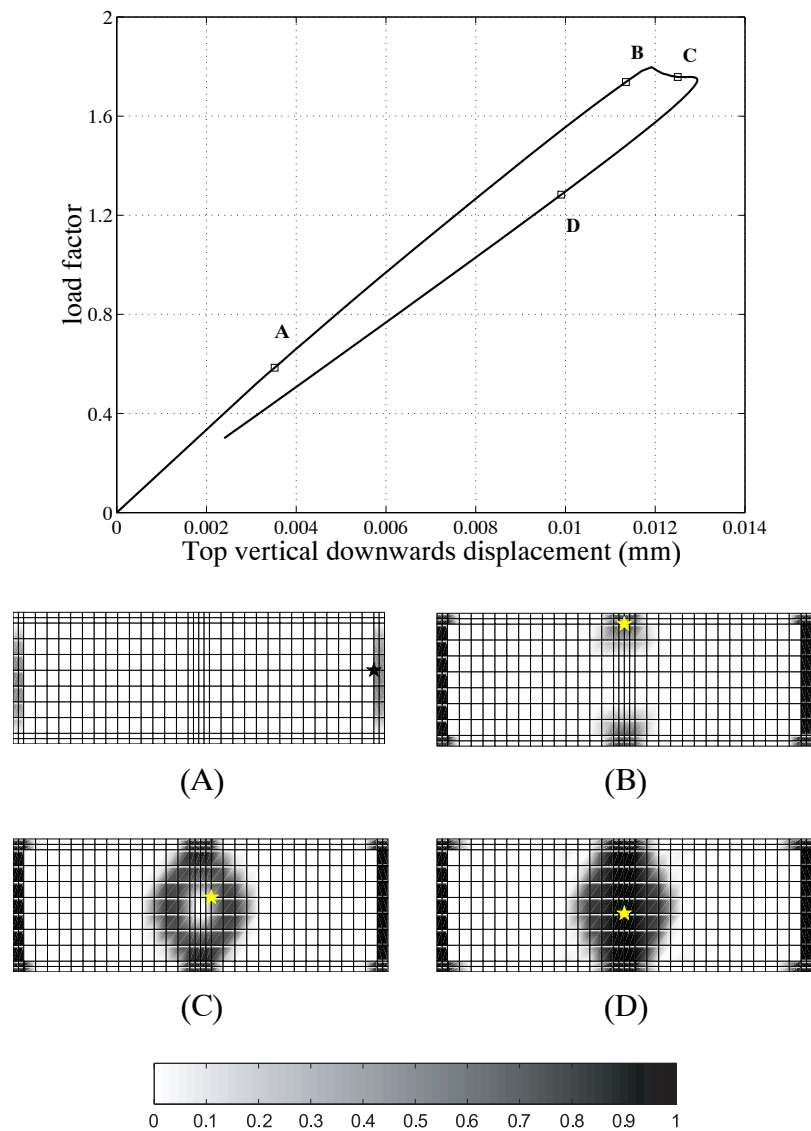 2
1.6
1.2
0.8
0.4
0
load factor
A
B
C
D
0 0.002 0.004 0.006 0.008 0.01 0.012 0.014
Top vertical downwards displacement (mm)
(A) (B)
(C) (D)
0 0.1 0.2 0.3 0.4 0.5 0.6 0.7 0.8 0.9 1